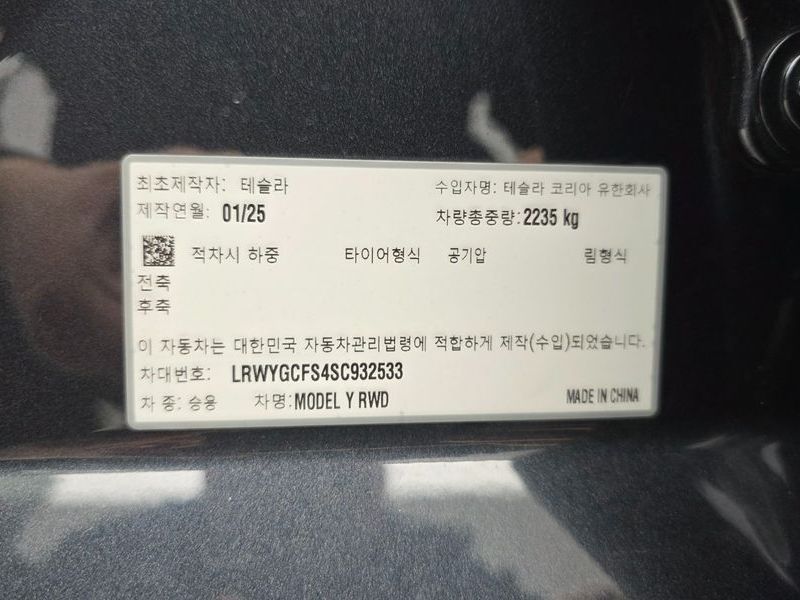 최초제작자: 테슬라 수입자명: 테슬라 코리아 유한회사
제작연월: 01/25 차량총중량: 2235 kg
적차시 하중 타이어형식 공기압 림형식
전축
후축
이 자동차는 대한민국 자동차관리법령에 적합하게 제작(수입)되었습니다.
차대번호: LRWYGCFS4SC932533
차 종: 승용 차명: MODEL Y RWD MADE IN CHINA